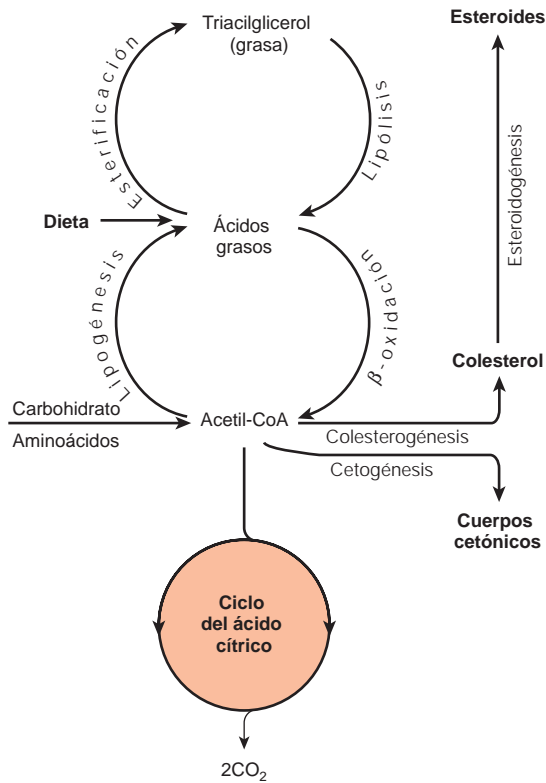 Triacilglicerol
(grasa)
Esteroides
Esterificación
Lipólisis
Esteroidogénésis
Dieta
Ácidos
grasos
Lipogénesis
β-oxidación
Colesterol
Carbohidrato
Aminoácidos
Acetil-CoA
Colesterogénesis
Cetogénesis
Cuerpos
cetónicos
Ciclo
del ácido
cítrico
2CO₂